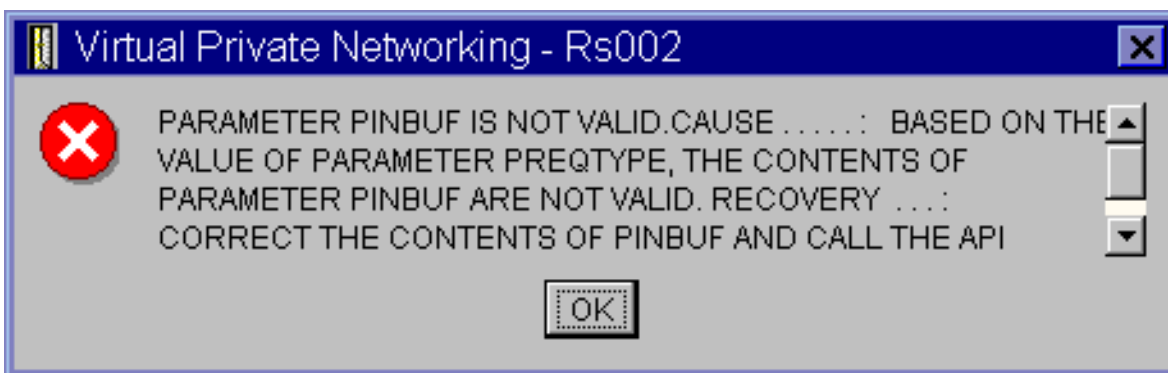 Virtual Private Networking - Rs002
PARAMETER PINBUF IS NOT VALID.CAUSE .....:  BASED ON THE
VALUE OF PARAMETER PREQTYPE, THE CONTENTS OF
PARAMETER PINBUF ARE NOT VALID. RECOVERY ...:
CORRECT THE CONTENTS OF PINBUF AND CALL THE API
OK